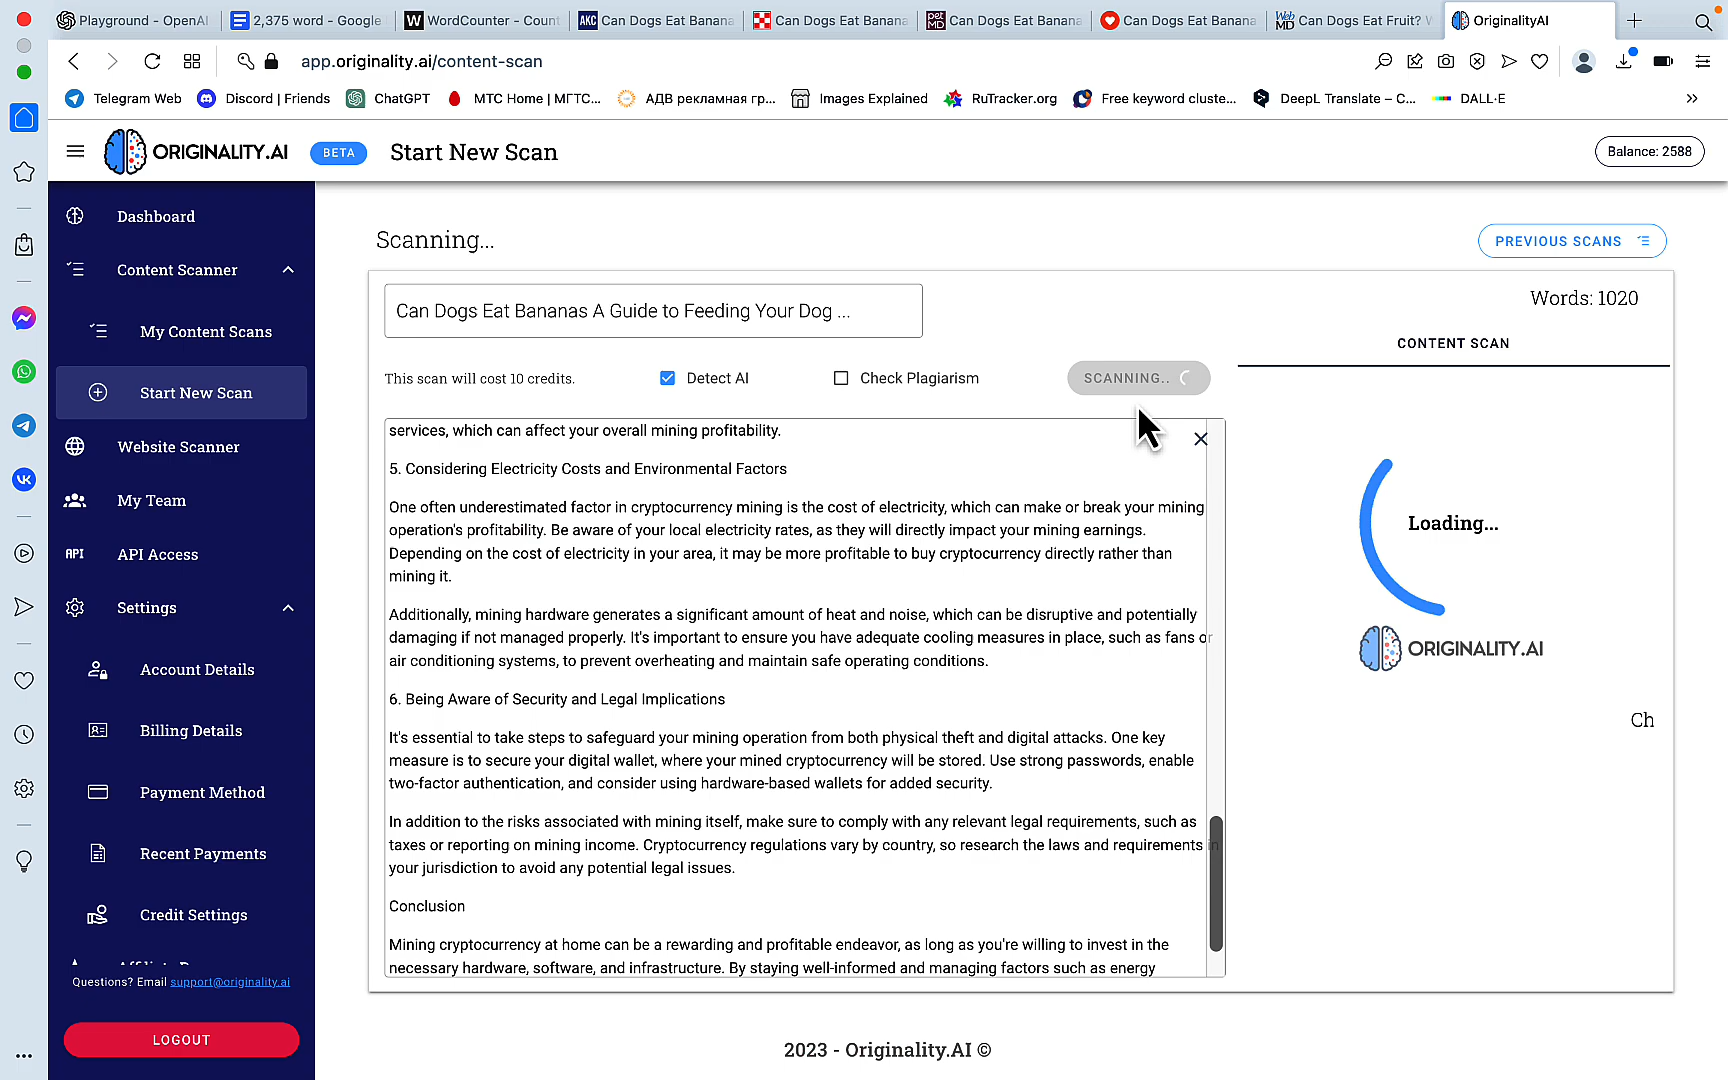 Playground - OpenAI
2,375 word - Google
WordCounter - Count
AKC Can Dogs Eat Banana
Can Dogs Eat Banana
pet MD Can Dogs Eat Banana
Can Dogs Eat Banana
Web MD Can Dogs Eat Fruit?
OriginalityAI
app.originality.ai/content-scan
Telegram Web
Discord | Friends
ChatGPT
МТС Home | МГТС...
АДВ рекламная гр...
Images Explained
RuTracker.org
Free keyword cluste...
DeepL Translate – C...
DALL·E
ORIGINALITY.AI
BETA
Start New Scan
Balance: 2588
Dashboard
Content Scanner
My Content Scans
Start New Scan
Website Scanner
My Team
API API Access
Settings
Account Details
Billing Details
Payment Method
Recent Payments
Credit Settings
Questions? Email support@originality.ai
LOGOUT
Scanning...
PREVIOUS SCANS
Can Dogs Eat Bananas A Guide to Feeding Your Dog ...
Words: 1020
This scan will cost 10 credits.
Detect AI
Check Plagiarism
SCANNING..
CONTENT SCAN
services, which can affect your overall mining profitability.
5. Considering Electricity Costs and Environmental Factors
One often underestimated factor in cryptocurrency mining is the cost of electricity, which can make or break your mining
operation's profitability. Be aware of your local electricity rates, as they will directly impact your mining earnings.
Depending on the cost of electricity in your area, it may be more profitable to buy cryptocurrency directly rather than
mining it.
Additionally, mining hardware generates a significant amount of heat and noise, which can be disruptive and potentially
damaging if not managed properly. It's important to ensure you have adequate cooling measures in place, such as fans or
air conditioning systems, to prevent overheating and maintain safe operating conditions.
6. Being Aware of Security and Legal Implications
It's essential to take steps to safeguard your mining operation from both physical theft and digital attacks. One key
measure is to secure your digital wallet, where your mined cryptocurrency will be stored. Use strong passwords, enable
two-factor authentication, and consider using hardware-based wallets for added security.
In addition to the risks associated with mining itself, make sure to comply with any relevant legal requirements, such as
taxes or reporting on mining income. Cryptocurrency regulations vary by country, so research the laws and requirements in
your jurisdiction to avoid any potential legal issues.
Conclusion
Mining cryptocurrency at home can be a rewarding and profitable endeavor, as long as you're willing to invest in the
necessary hardware, software, and infrastructure. By staying well-informed and managing factors such as energy
Loading...
ORIGINALITY.AI
Ch
2023 - Originality.AI ©